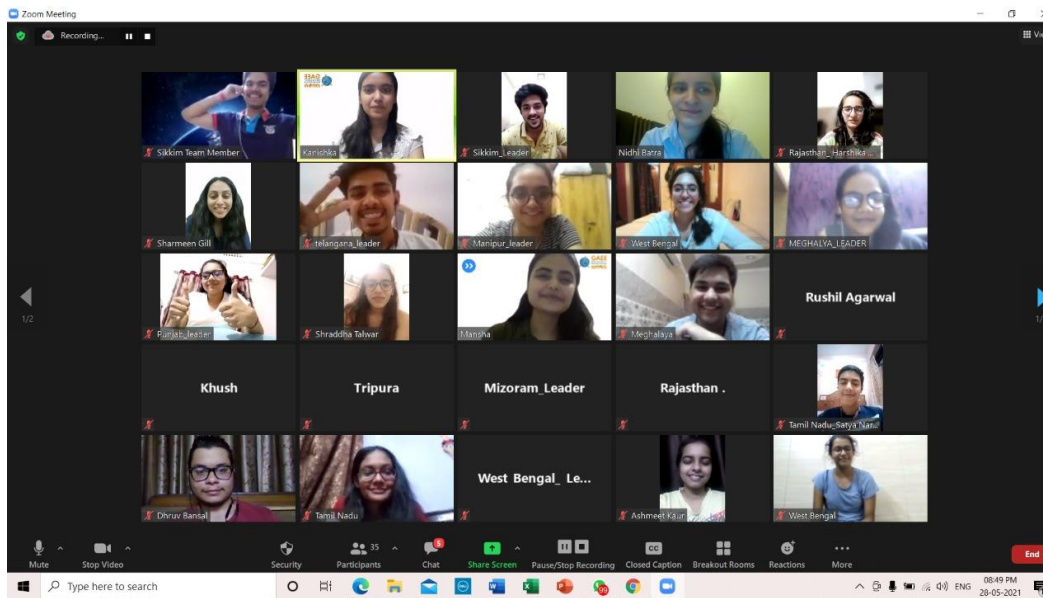 Zoom Meeting
Recording...
Sikkim Team Member
Kanishka
Sikkim_Leader
Nidhi Batra
Rajasthan_Harshika ...
Sharmeen Gill
telangana_leader
Manipur_leader
West Bengal
MEGHALYA_LEADER
Punjab_leader
Shraddha Talwar
Mansha
Meghalaya
Rushil Agarwal
1/2
Khush
Tripura
Mizoram_Leader
Rajasthan .
Tamil Nadu_Satya Nar...
Dhruv Bansal
Tamil Nadu
West Bengal_ Le...
Ashmeet Kaur
West Bengal
Mute
Stop Video
Security
35
Participants
5
Chat
Share Screen
Pause/Stop Recording
CC
Closed Caption
Breakout Rooms
Reactions
More
End
Type here to search
99
ENG
08:49 PM
28-05-2021